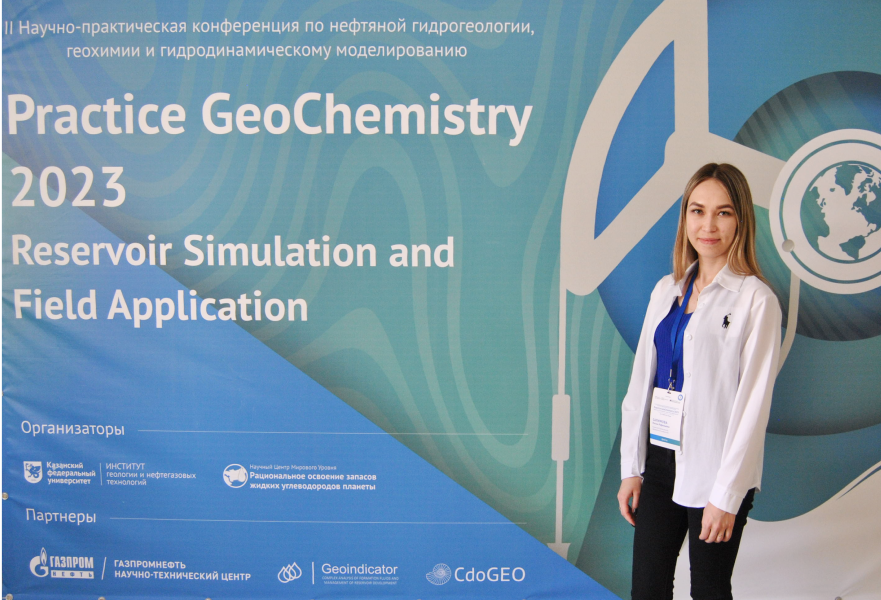 II Научно-практическая конференция по нефтяной гидрогеологии,
геохимии и гидродинамическому моделированию
Practice GeoChemistry
2023
Reservoir Simulation and
Field Application
Организаторы
Казанский
федеральный
университет
ИНСТИТУТ
геологии и нефтегазовых
технологий
Научный Центр Мирового Уровня
Рациональное освоение запасов
жидких углеводородов планеты
Партнеры
ГАЗПРОМ
НЕФТЬ
ГАЗПРОМНЕФТЬ
НАУЧНО-ТЕХНИЧЕСКИЙ ЦЕНТР
Geoindicator
CdoGEO